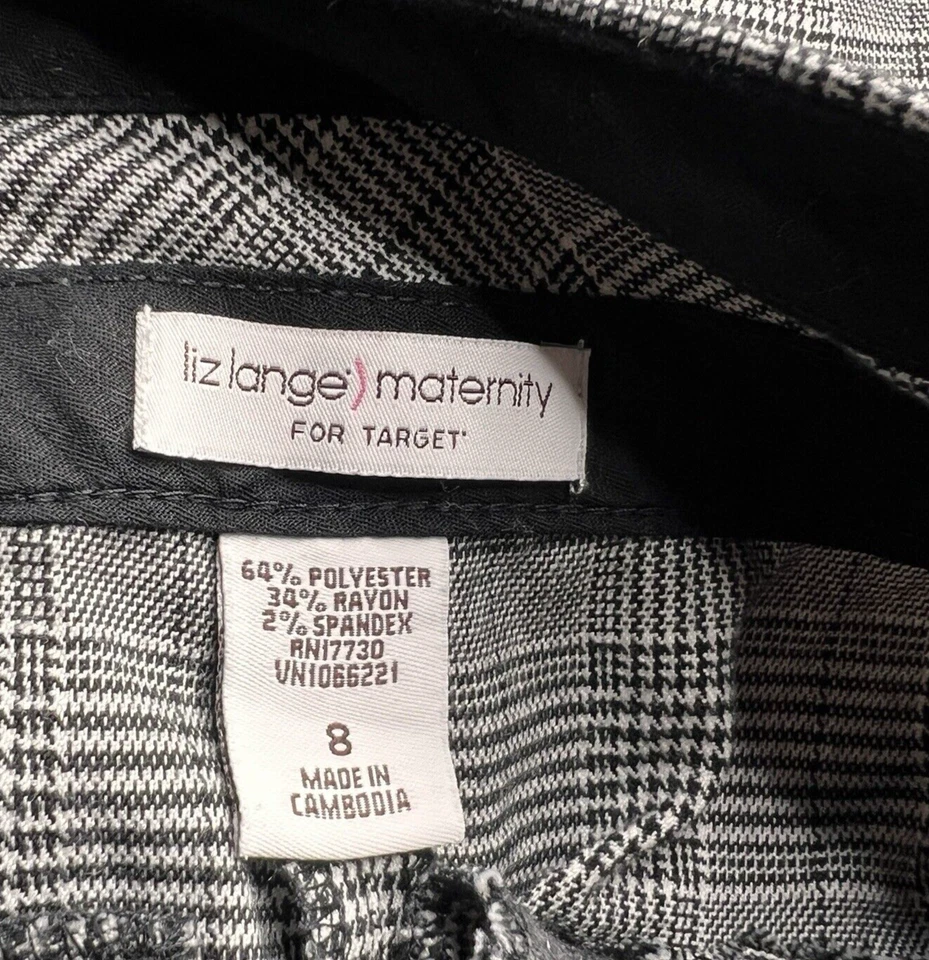 liz lange) maternity
FOR TARGET
64% POLYESTER
34% RAYON
2% SPANDEX
RN17730
VN1066221
8
MADE IN
CAMBODIA